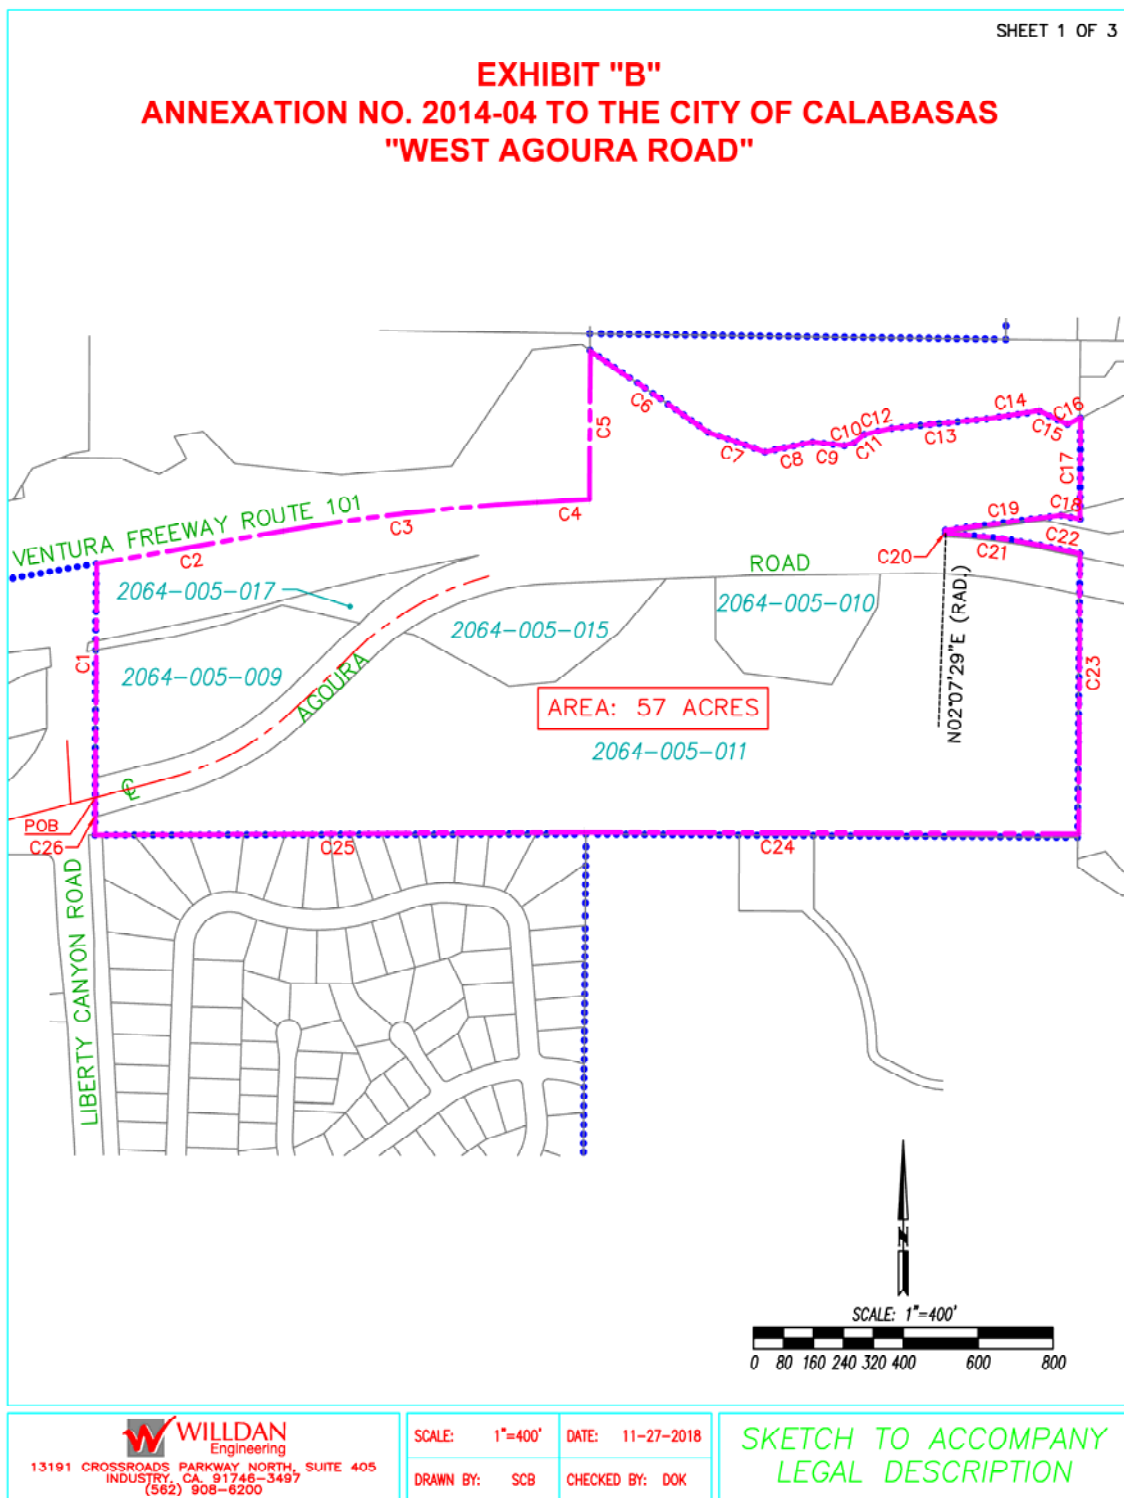 SHEET 1 OF 3
EXHIBIT "B"
ANNEXATION NO. 2014-04 TO THE CITY OF CALABASAS
"WEST AGOURA ROAD"
C5
C6
C7
C8
C9
C10
C11
C12
C13
C14
C15
C16
C17
C18
C19
C20
C21
C22
C4
C3
C2
VENTURA FREEWAY ROUTE 101
ROAD
2064-005-017
2064-005-015
2064-005-010
2064-005-009
AGOURA
C1
N02°07'29"E (RAD.)
C23
AREA: 57 ACRES
2064-005-011
℄
POB
C26
C25
C24
LIBERTY CANYON ROAD
N
SCALE: 1"=400'
0 80 160 240 320 400 600 800
WILLDAN
Engineering
13191 CROSSROADS PARKWAY NORTH, SUITE 405
INDUSTRY, CA. 91746-3497
(562) 908-6200
SCALE: 1"=400'
DATE: 11-27-2018
DRAWN BY: SCB
CHECKED BY: DOK
SKETCH TO ACCOMPANY
LEGAL DESCRIPTION